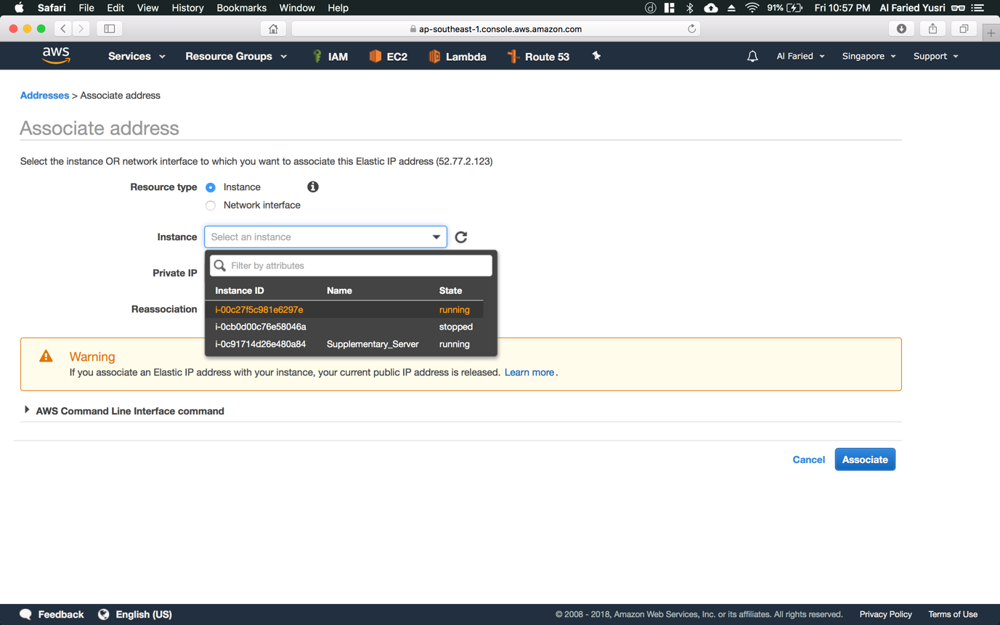 Safari File Edit View History Bookmarks Window Help 91% Fri 10:57 PM Al Faried Yusri
ap-southeast-1.console.aws.amazon.com
aws Services Resource Groups IAM EC2 Lambda Route 53 Al Faried Singapore Support
Addresses > Associate address
Associate address
Select the instance OR network interface to which you want to associate this Elastic IP address (52.77.2.123)
Resource type Instance
Network interface
Instance Select an instance
Filter by attributes
Private IP
Instance ID Name State
Reassociation i-00c27f5c981e6297e running
i-0cb0d00c76e58046a stopped
i-0c91714d26e480a84 Supplementary_Server running
Warning
If you associate an Elastic IP address with your instance, your current public IP address is released. Learn more.
AWS Command Line Interface command
Cancel Associate
Feedback English (US) © 2008 - 2018, Amazon Web Services, Inc. or its affiliates. All rights reserved. Privacy Policy Terms of Use